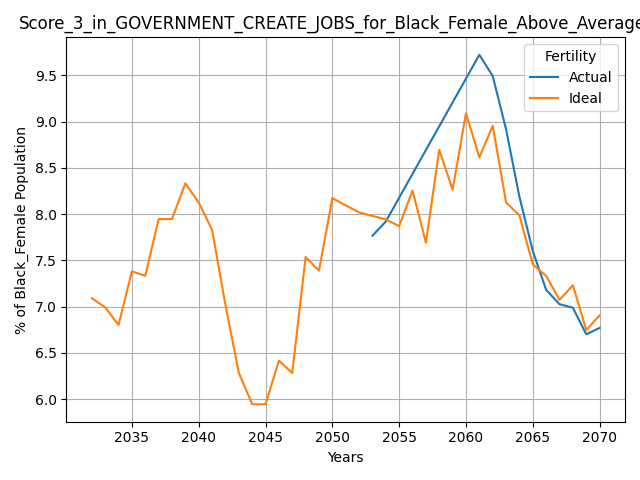 Score_3_in_GOVERNMENT_CREATE_JOBS_for_Black_Female_Above_Average
Fertility
Actual
Ideal
% of Black_Female Population
9.5
9.0
8.5
8.0
7.5
7.0
6.5
6.0
2035 2040 2045 2050 2055 2060 2065 2070
Years